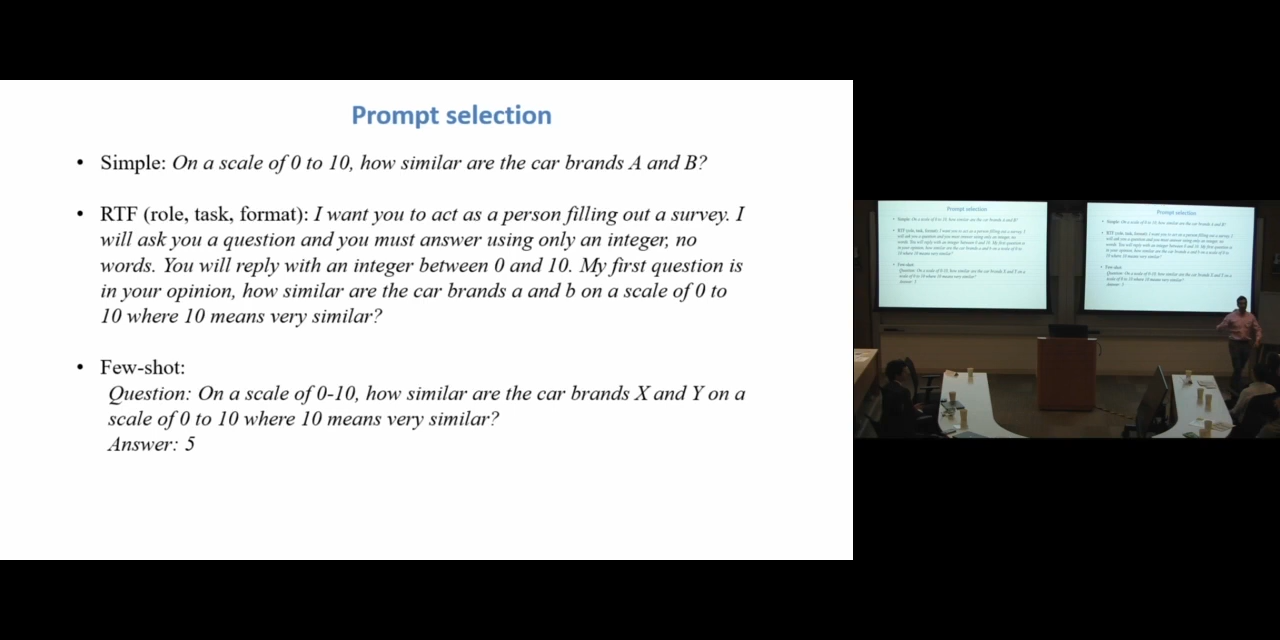 Prompt selection
• Simple: On a scale of 0 to 10, how similar are the car brands A and B?
• RTF (role, task, format): I want you to act as a person filling out a survey. I
will ask you a question and you must answer using only an integer, no
words. You will reply with an integer between 0 and 10. My first question is
in your opinion, how similar are the car brands a and b on a scale of 0 to
10 where 10 means very similar?
• Few-shot:
Question: On a scale of 0-10, how similar are the car brands X and Y on a
scale of 0 to 10 where 10 means very similar?
Answer: 5
Prompt selection
Prompt selection